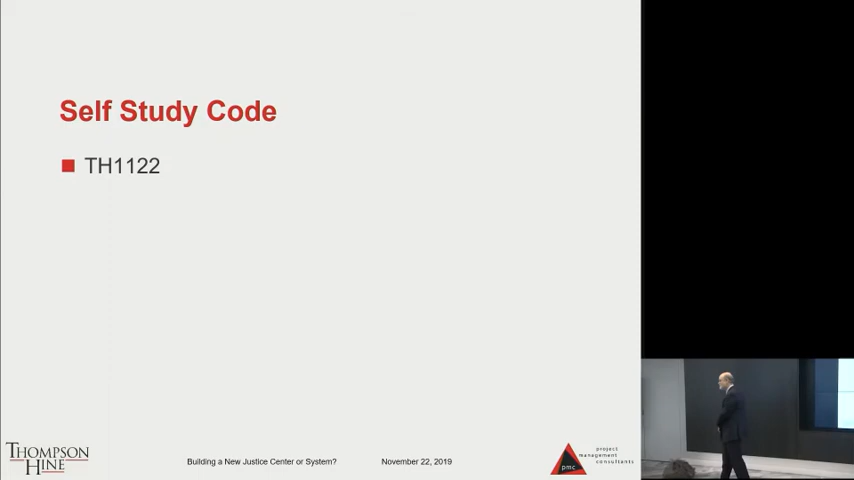 Self Study Code
TH1122
THOMPSON
HINE
Building a New Justice Center or System?
November 22, 2019
pmc
project
management
consultants